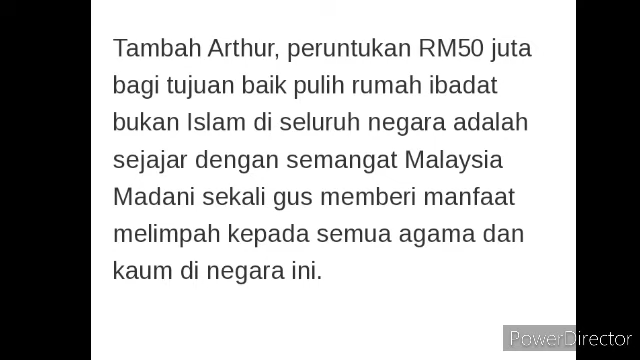 Tambah Arthur, peruntukan RM50 juta
bagi tujuan baik pulih rumah ibadat
bukan Islam di seluruh negara adalah
sejajar dengan semangat Malaysia
Madani sekali gus memberi manfaat
melimpah kepada semua agama dan
kaum di negara ini.
PowerDirector